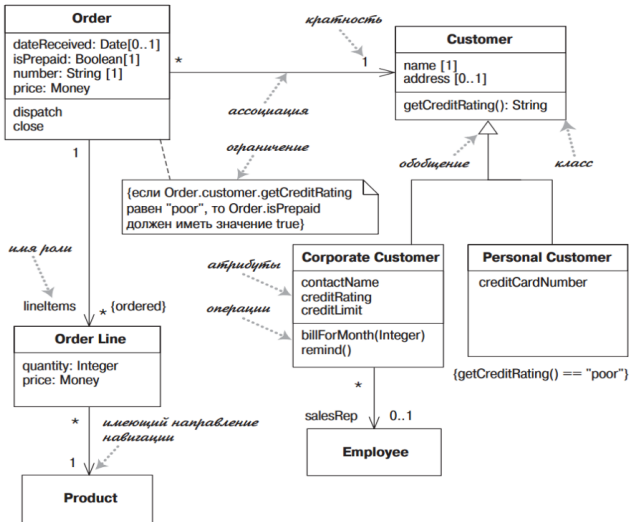 Order
dateReceived: Date[0..1]
isPrepaid: Boolean[1]
number: String [1]
price: Money
dispatch
close
*
1
кратность
ассоциация
Customer
name [1]
address [0..1]
getCreditRating(): String
1
ограничение
обобщение
класс
{если Order.customer.getCreditRating
равен "poor", то Order.isPrepaid
должен иметь значение true}
имя роли
lineItems
*
{ordered}
атрибуты
операции
Corporate Customer
contactName
creditRating
creditLimit
billForMonth(Integer)
remind()
Personal Customer
creditCardNumber
{getCreditRating() == "poor"}
Order Line
quantity: Integer
price: Money
*
имеющий направление
навигации
1
Product
*
salesRep
0..1
Employee